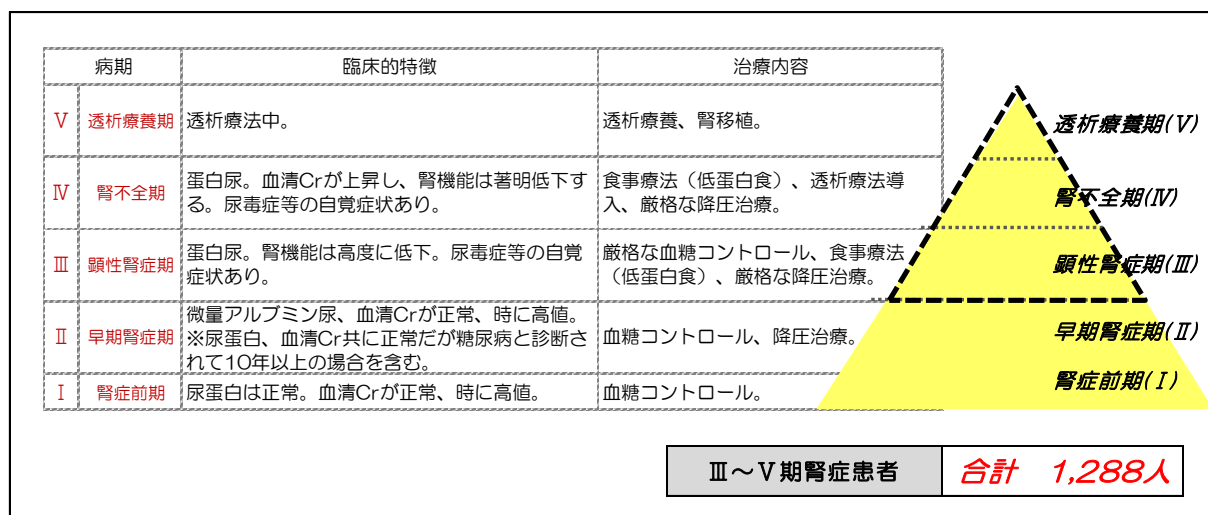 病期 臨床的特徴 治療内容
Ⅴ 透析療養期 透析療法中。 透析療養、腎移植。
Ⅳ 腎不全期 蛋白尿。血清Crが上昇し、腎機能は著明低下す
る。尿毒症等の自覚症状あり。 食事療法（低蛋白食）、透析療法導
入、厳格な降圧治療。
Ⅲ 顕性腎症期 蛋白尿。腎機能は高度に低下。尿毒症等の自覚
症状あり。 厳格な血糖コントロール、食事療法
（低蛋白食）、厳格な降圧治療。
Ⅱ 早期腎症期 微量アルブミン尿、血清Crが正常、時に高値。
※尿蛋白、血清Cr共に正常だが糖尿病と診断さ
れて10年以上の場合を含む。 血糖コントロール、降圧治療。
Ⅰ 腎症前期 尿蛋白は正常。血清Crが正常、時に高値。 血糖コントロール。
透析療養期(Ⅴ)
腎不全期(Ⅳ)
顕性腎症期(Ⅲ)
早期腎症期(Ⅱ)
腎症前期(Ⅰ)
Ⅲ～Ⅴ期腎症患者 合計 1,288人